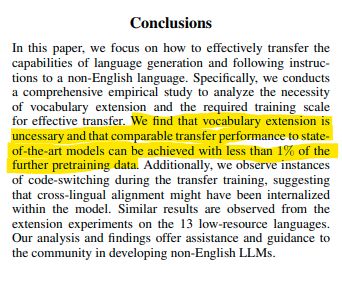 Conclusions
In this paper, we focus on how to effectively transfer the
capabilities of language generation and following instruc-
tions to a non-English language. Specifically, we conducts
a comprehensive empirical study to analyze the necessity
of vocabulary extension and the required training scale
for effective transfer. We find that vocabulary extension is
uncessary and that comparable transfer performance to state-
of-the-art models can be achieved with less than 1% of the
further pretraining data. Additionally, we observe instances
of code-switching during the transfer training, suggesting
that cross-lingual alignment might have been internalized
within the model. Similar results are observed from the
extension experiments on the 13 low-resource languages.
Our analysis and findings offer assistance and guidance to
the community in developing non-English LLMs.